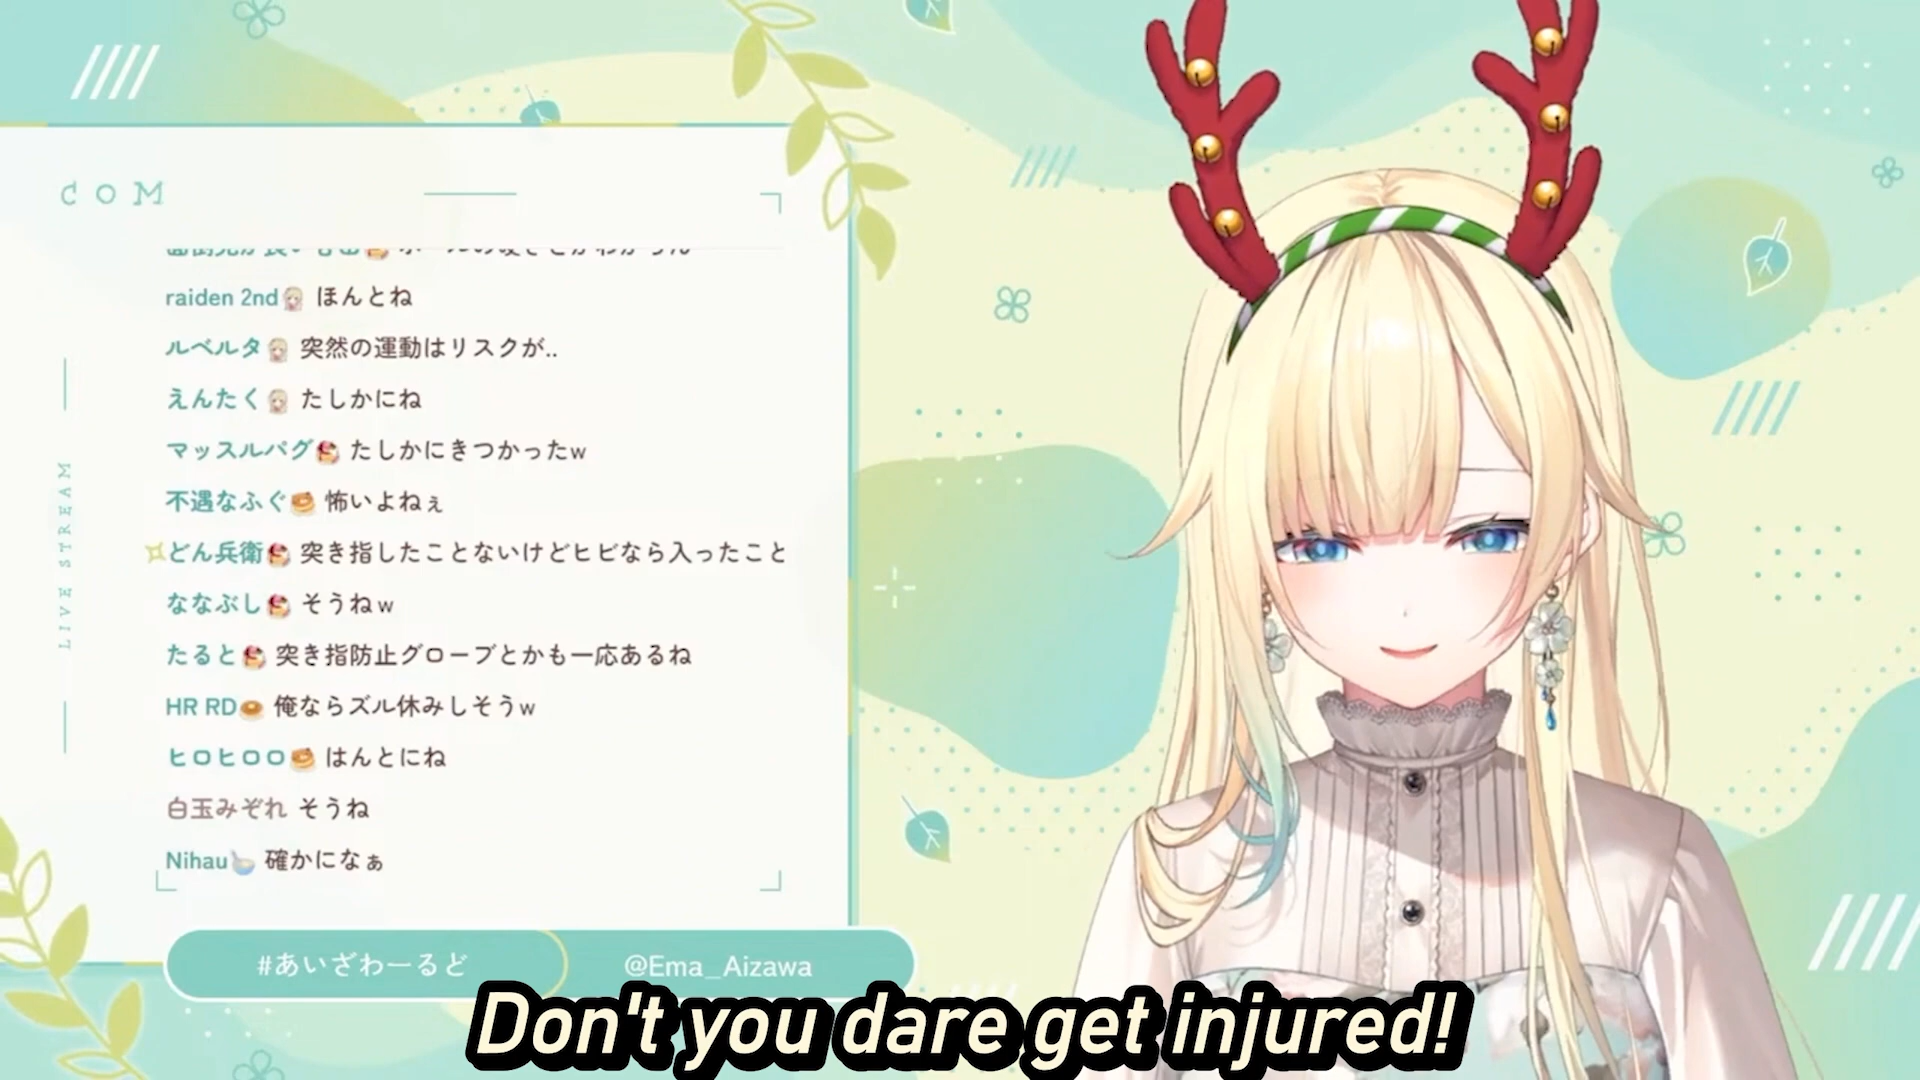 COM
raiden 2nd ほんとね
ルベルタ 突然の運動はリスクが..
えんたく たしかにね
マッスルパグ たしかにきつかったw
不遇なふぐ 怖いよねぇ
どん兵衛 突き指したことないけどヒビなら入ったこと
ななぶし そうねw
たると 突き指防止グローブとかも一応あるね
HR RD 俺ならズル休みしそうw
ヒロヒロロ はんとにね
白玉みぞれ そうね
Nihau 確かになぁ
LIVE STREAM
#あいざわーるど
@Ema_Aizawa
Don't you dare get injured!